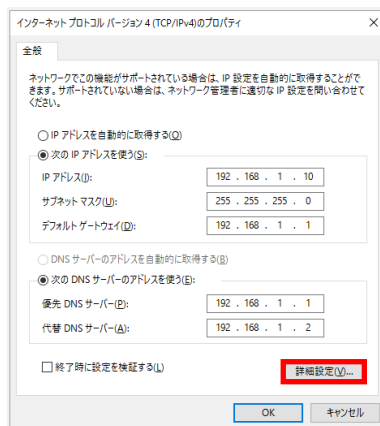 インターネット プロトコル バージョン 4 (TCP/IPv4)のプロパティ
全般
ネットワークでこの機能がサポートされている場合は、IP 設定を自動的に取得することがで
きます。サポートされていない場合は、ネットワーク管理者に適切な IP 設定を問い合わせて
ください。
IP アドレスを自動的に取得する(O)
次の IP アドレスを使う(S):
IP アドレス(I): 192 . 168 . 1 . 10
サブネット マスク(U): 255 . 255 . 255 . 0
デフォルト ゲートウェイ(D): 192 . 168 . 1 . 1
DNS サーバーのアドレスを自動的に取得する(B)
次の DNS サーバーのアドレスを使う(E):
優先 DNS サーバー(P): 192 . 168 . 1 . 1
代替 DNS サーバー(A): 192 . 168 . 1 . 2
終了時に設定を検証する(L)
詳細設定(V)...
OK キャンセル